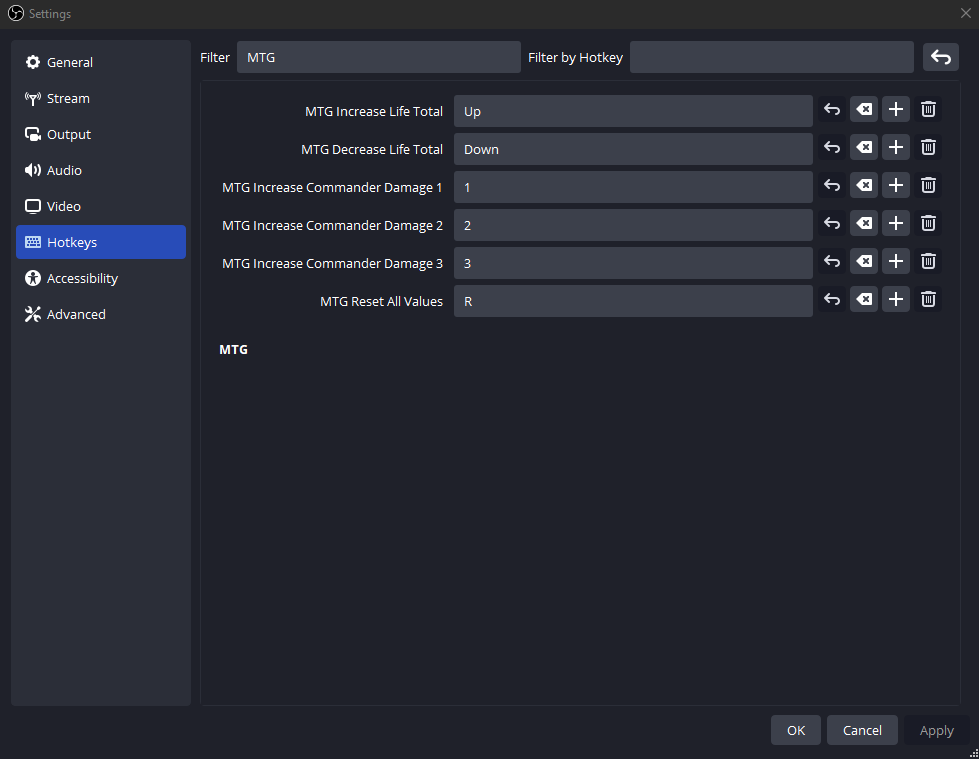 Settings
General
Stream
Output
Audio
Video
Hotkeys
Accessibility
Advanced
Filter MTG Filter by Hotkey
MTG Increase Life Total Up
MTG Decrease Life Total Down
MTG Increase Commander Damage 1 1
MTG Increase Commander Damage 2 2
MTG Increase Commander Damage 3 3
MTG Reset All Values R
MTG
OK Cancel Apply